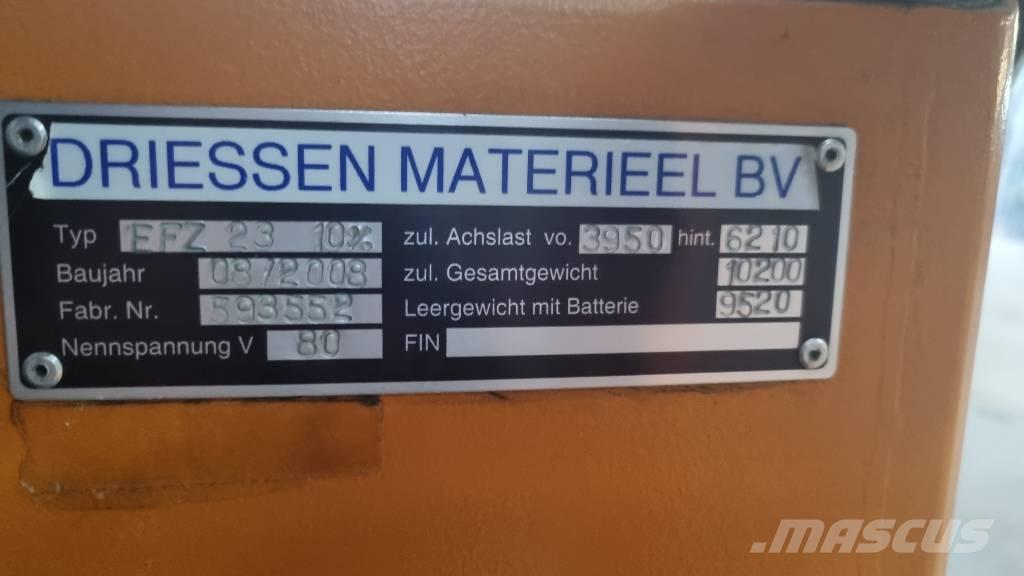 DRIESSEN MATERIEEL BV
Typ EFZ 23 10% zul. Achslast vo. 3950 hint. 6210
Baujahr 08/2008 zul. Gesamtgewicht 10200
Fabr. Nr. 593552 Leergewicht mit Batterie 9520
Nennspannung V 80 FIN
.MASCUS